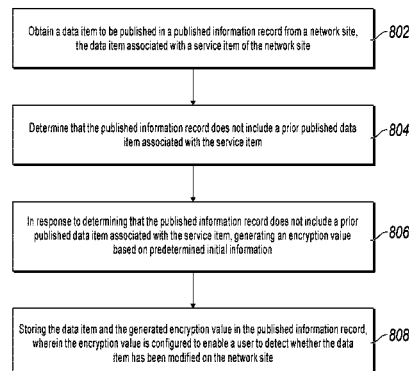 Obtain a data item to be published in a published information record from a network site,
the data item associated with a service item of the network site
802
Determine that the published information record does not include a prior published data
item associated with the service item
804
In response to determining that the published information record does not include a prior
published data item associated with the service item, generating an encryption value
based on predetermined initial information
806
Storing the data item and the generated encryption value in the published information record,
wherein the encryption value is configured to enable a user to detect whether the data
item has been modified on the network site
808